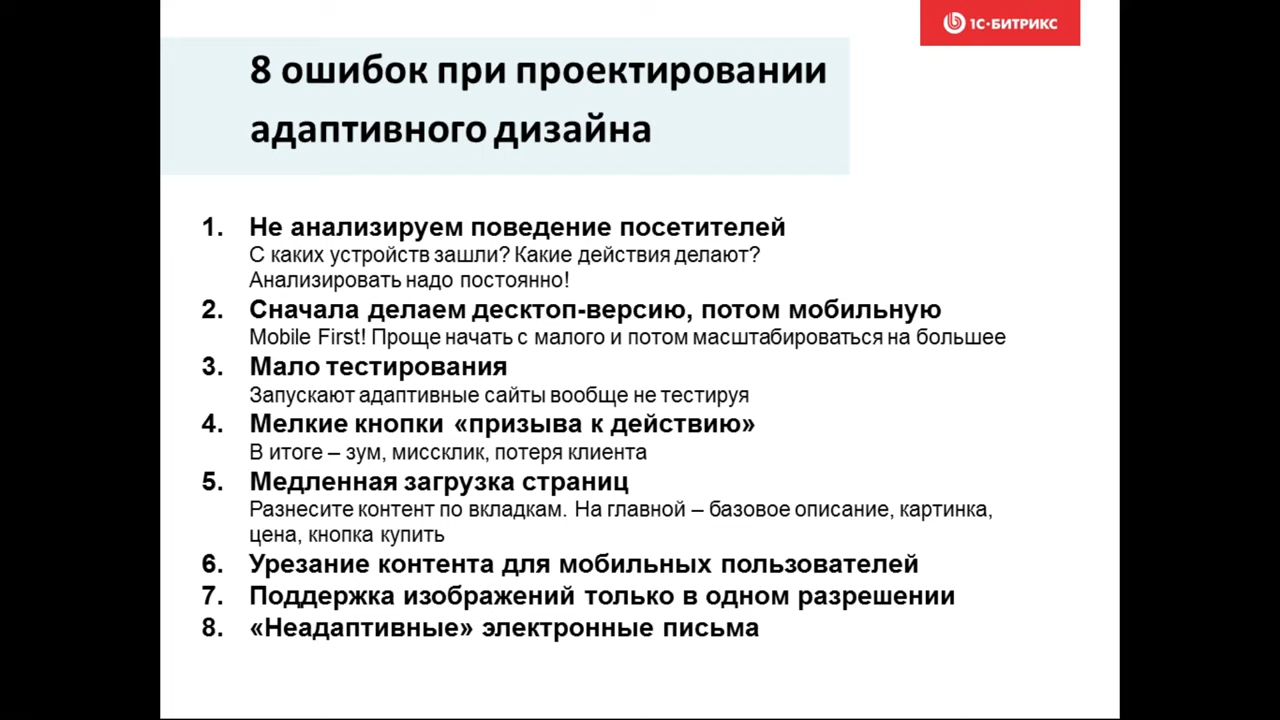 1С-БИТРИКС
8 ошибок при проектировании
адаптивного дизайна
1. Не анализируем поведение посетителей
С каких устройств зашли? Какие действия делают?
Анализировать надо постоянно!
2. Сначала делаем десктоп-версию, потом мобильную
Mobile First! Проще начать с малого и потом масштабироваться на большее
3. Мало тестирования
Запускают адаптивные сайты вообще не тестируя
4. Мелкие кнопки «призыва к действию»
В итоге – зум, миссклик, потеря клиента
5. Медленная загрузка страниц
Разнесите контент по вкладкам. На главной – базовое описание, картинка,
цена, кнопка купить
6. Урезание контента для мобильных пользователей
7. Поддержка изображений только в одном разрешении
8. «Неадаптивные» электронные письма